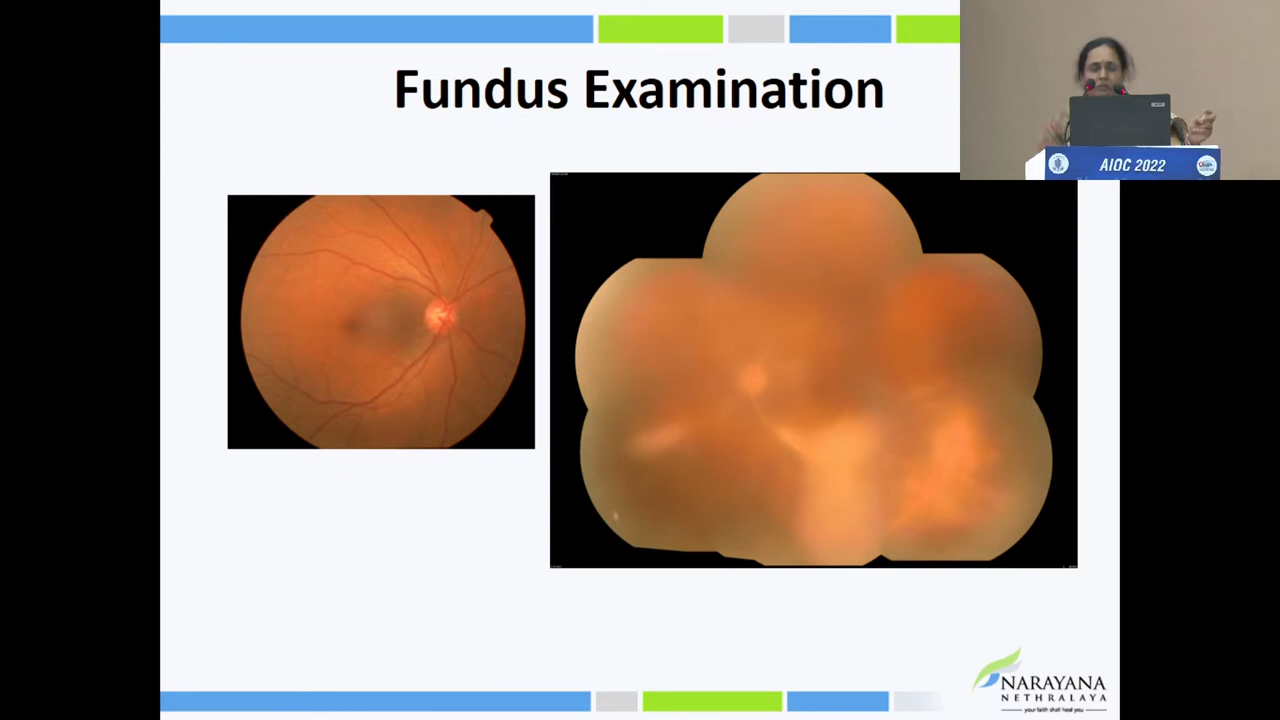 Fundus Examination
AIOC 2022
NARAYANA
NETHRALAYA
your faith shall heal you